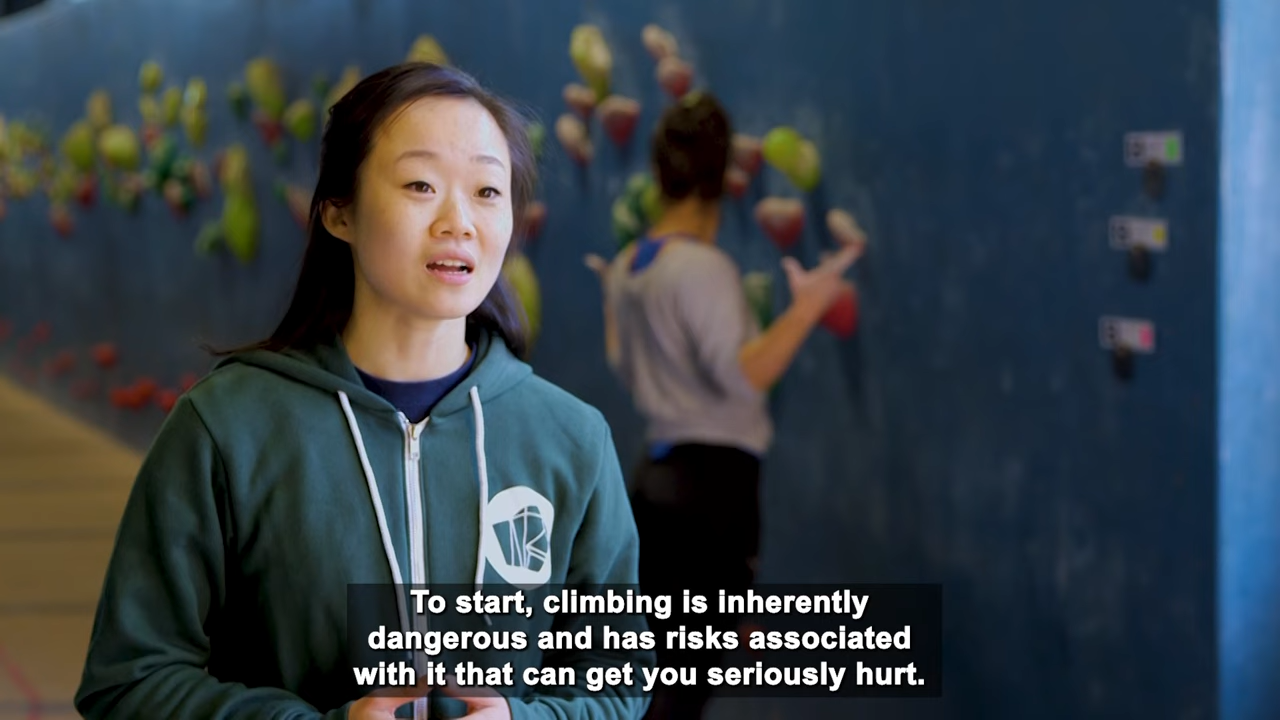 To start, climbing is inherently
dangerous and has risks associated
with it that can get you seriously hurt.